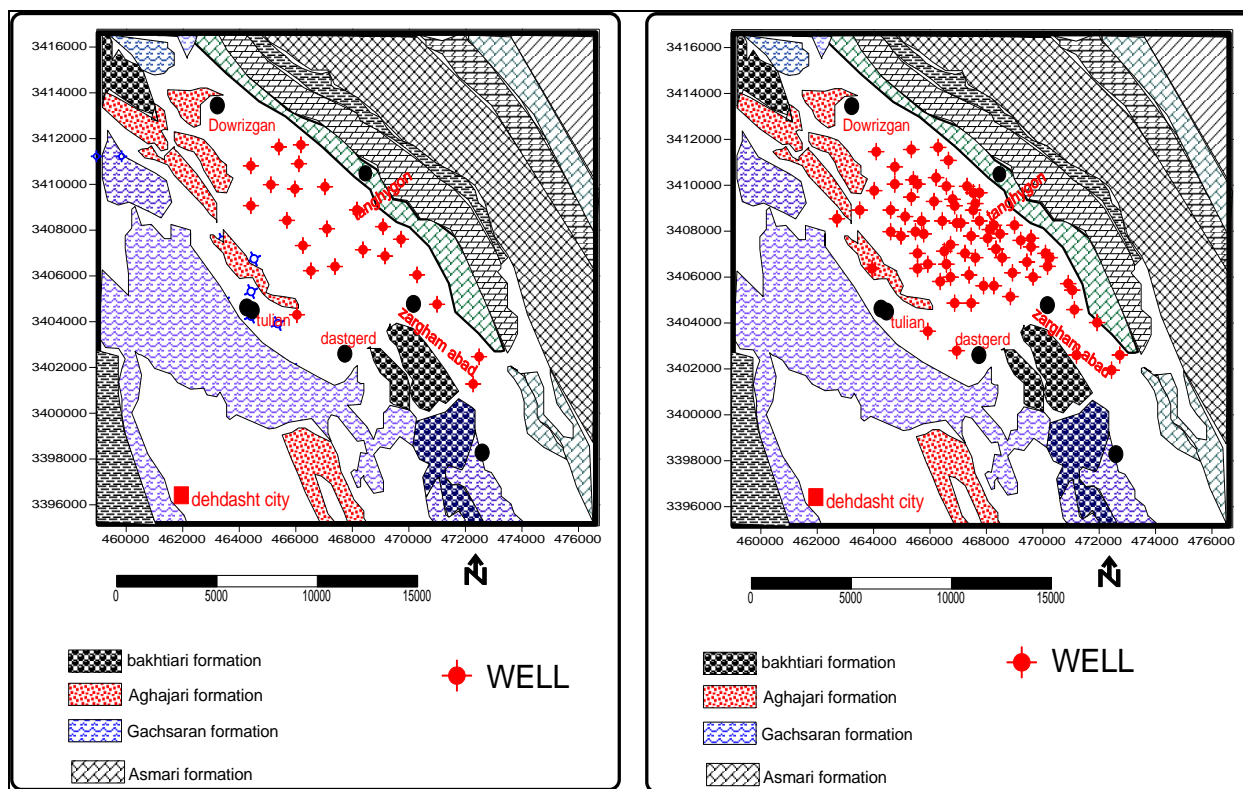 3416000
3414000
3412000
3410000
3408000
3406000
3404000
3402000
3400000
3398000
3396000
460000 462000 464000 466000 468000 470000 472000 474000 476000
Dowrizgan
tanghygon
tulian
dastgerd
zargham abad
dehdasht city
N
0 5000 10000 15000
bakhtiari formation
Aghajari formation
Gachsaran formation
Asmari formation
WELL
3416000
3414000
3412000
3410000
3408000
3406000
3404000
3402000
3400000
3398000
3396000
460000 462000 464000 466000 468000 470000 472000 474000 476000
Dowrizgan
tanghygon
tulian
dastgerd
zargham abad
dehdasht city
N
0 5000 10000 15000
bakhtiari formation
Aghajari formation
Gachsaran formation
Asmari formation
WELL